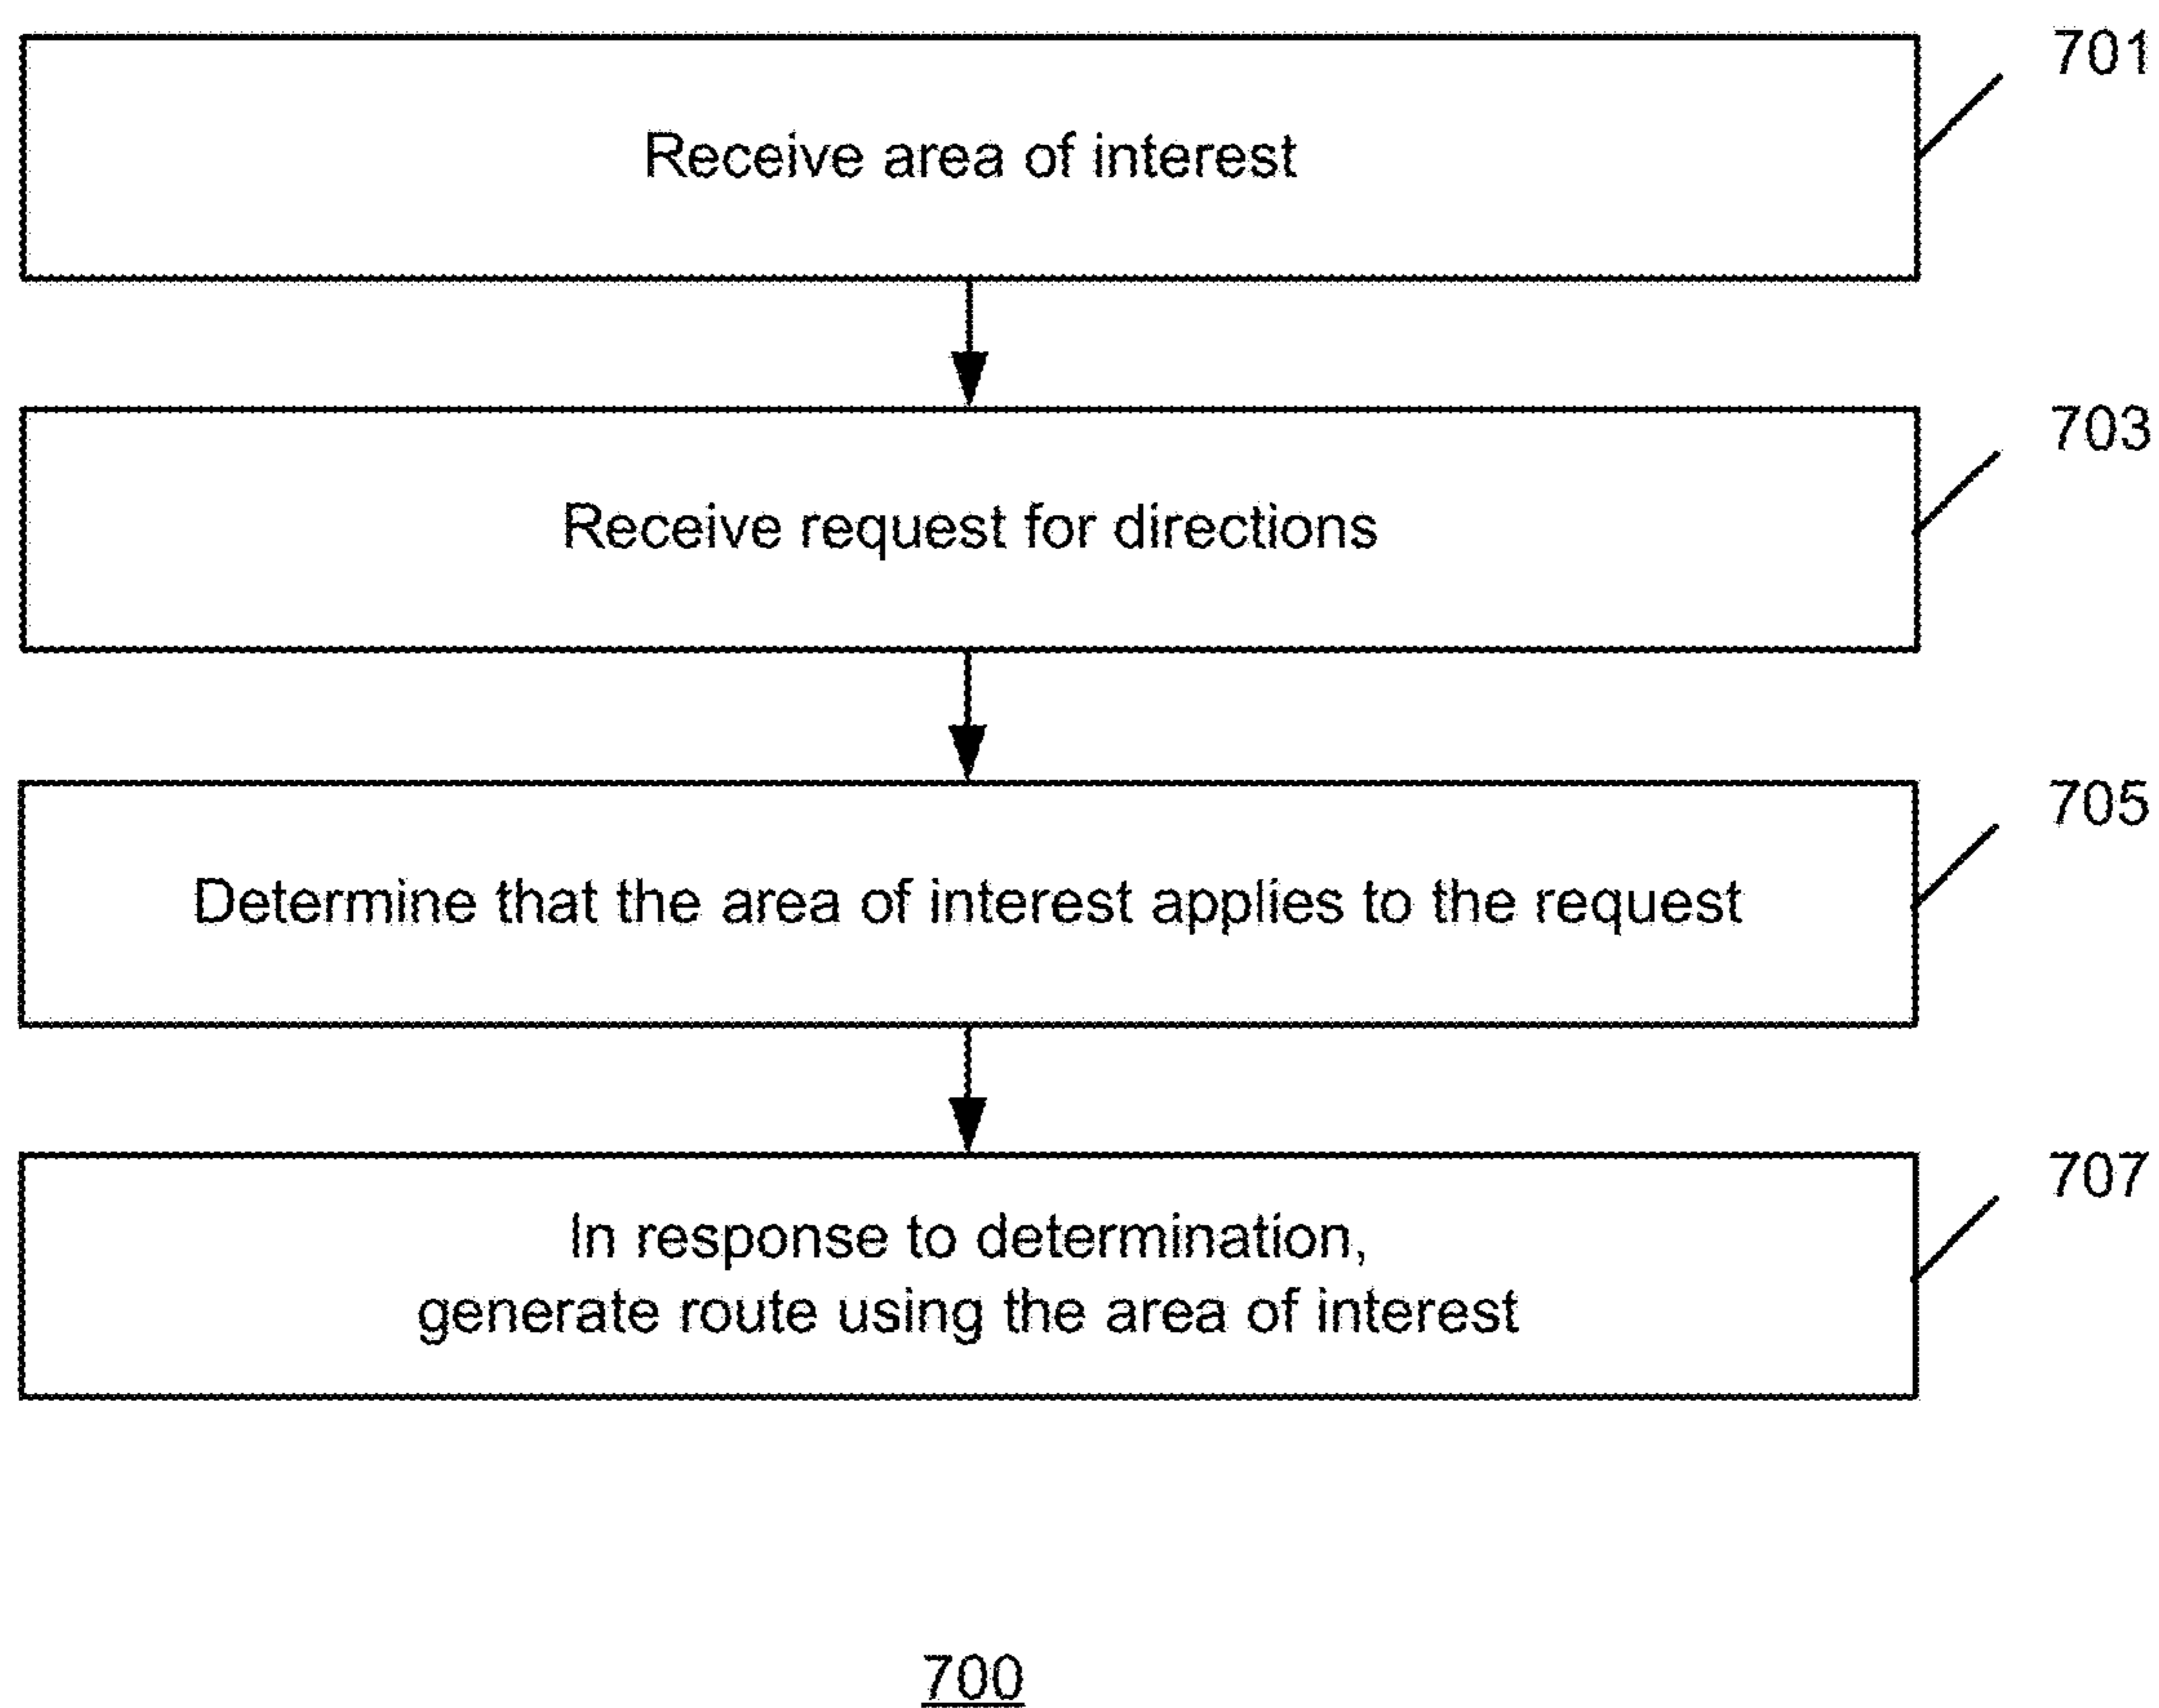 701
Receive area of interest
703
Receive request for directions
705
Determine that the area of interest applies to the request
707
In response to determination,
generate route using the area of interest
700